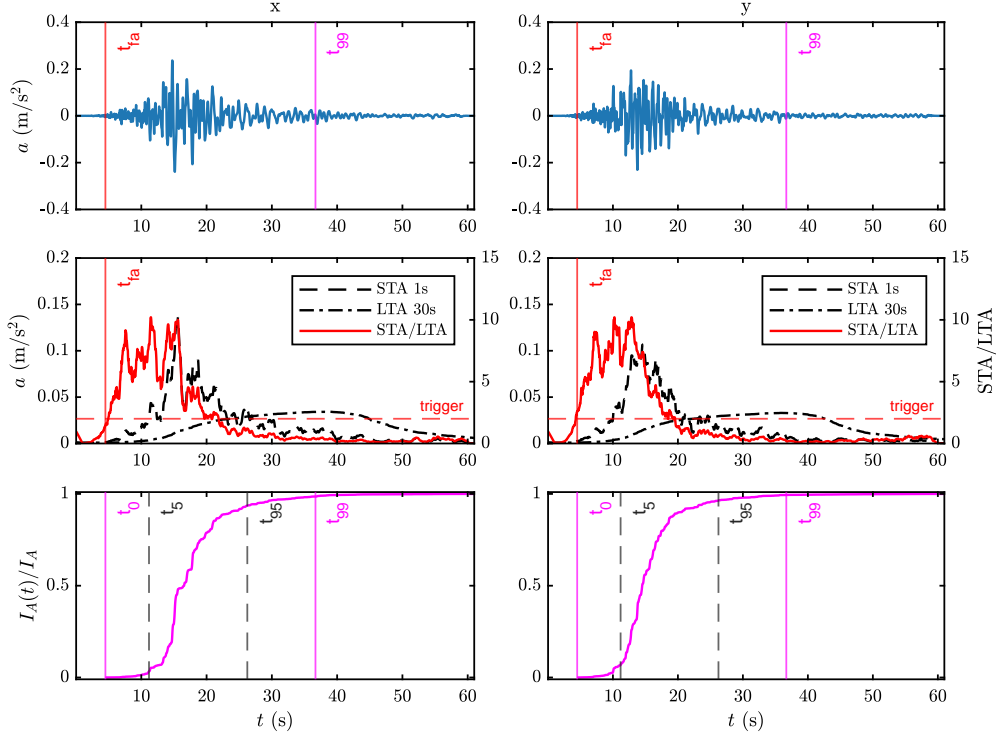 x
y
0.4
0.2
0
-0.2
-0.4
a (m/s²)
t_fa
t_99
10 20 30 40 50 60
0.4
0.2
0
-0.2
-0.4
a (m/s²)
t_fa
t_99
10 20 30 40 50 60
0.2
0.15
0.1
0.05
0
a (m/s²)
t_fa
STA 1s
LTA 30s
STA/LTA
trigger
15
10
5
0
10 20 30 40 50 60
0.2
0.15
0.1
0.05
0
a (m/s²)
t_fa
STA 1s
LTA 30s
STA/LTA
trigger
15
10
5
0
STA/LTA
10 20 30 40 50 60
1
0.5
0
I_A(t)/I_A
t_0
t_5
t_95
t_99
10 20 30 40 50 60
t (s)
1
0.5
0
t_0
t_5
t_95
t_99
10 20 30 40 50 60
t (s)